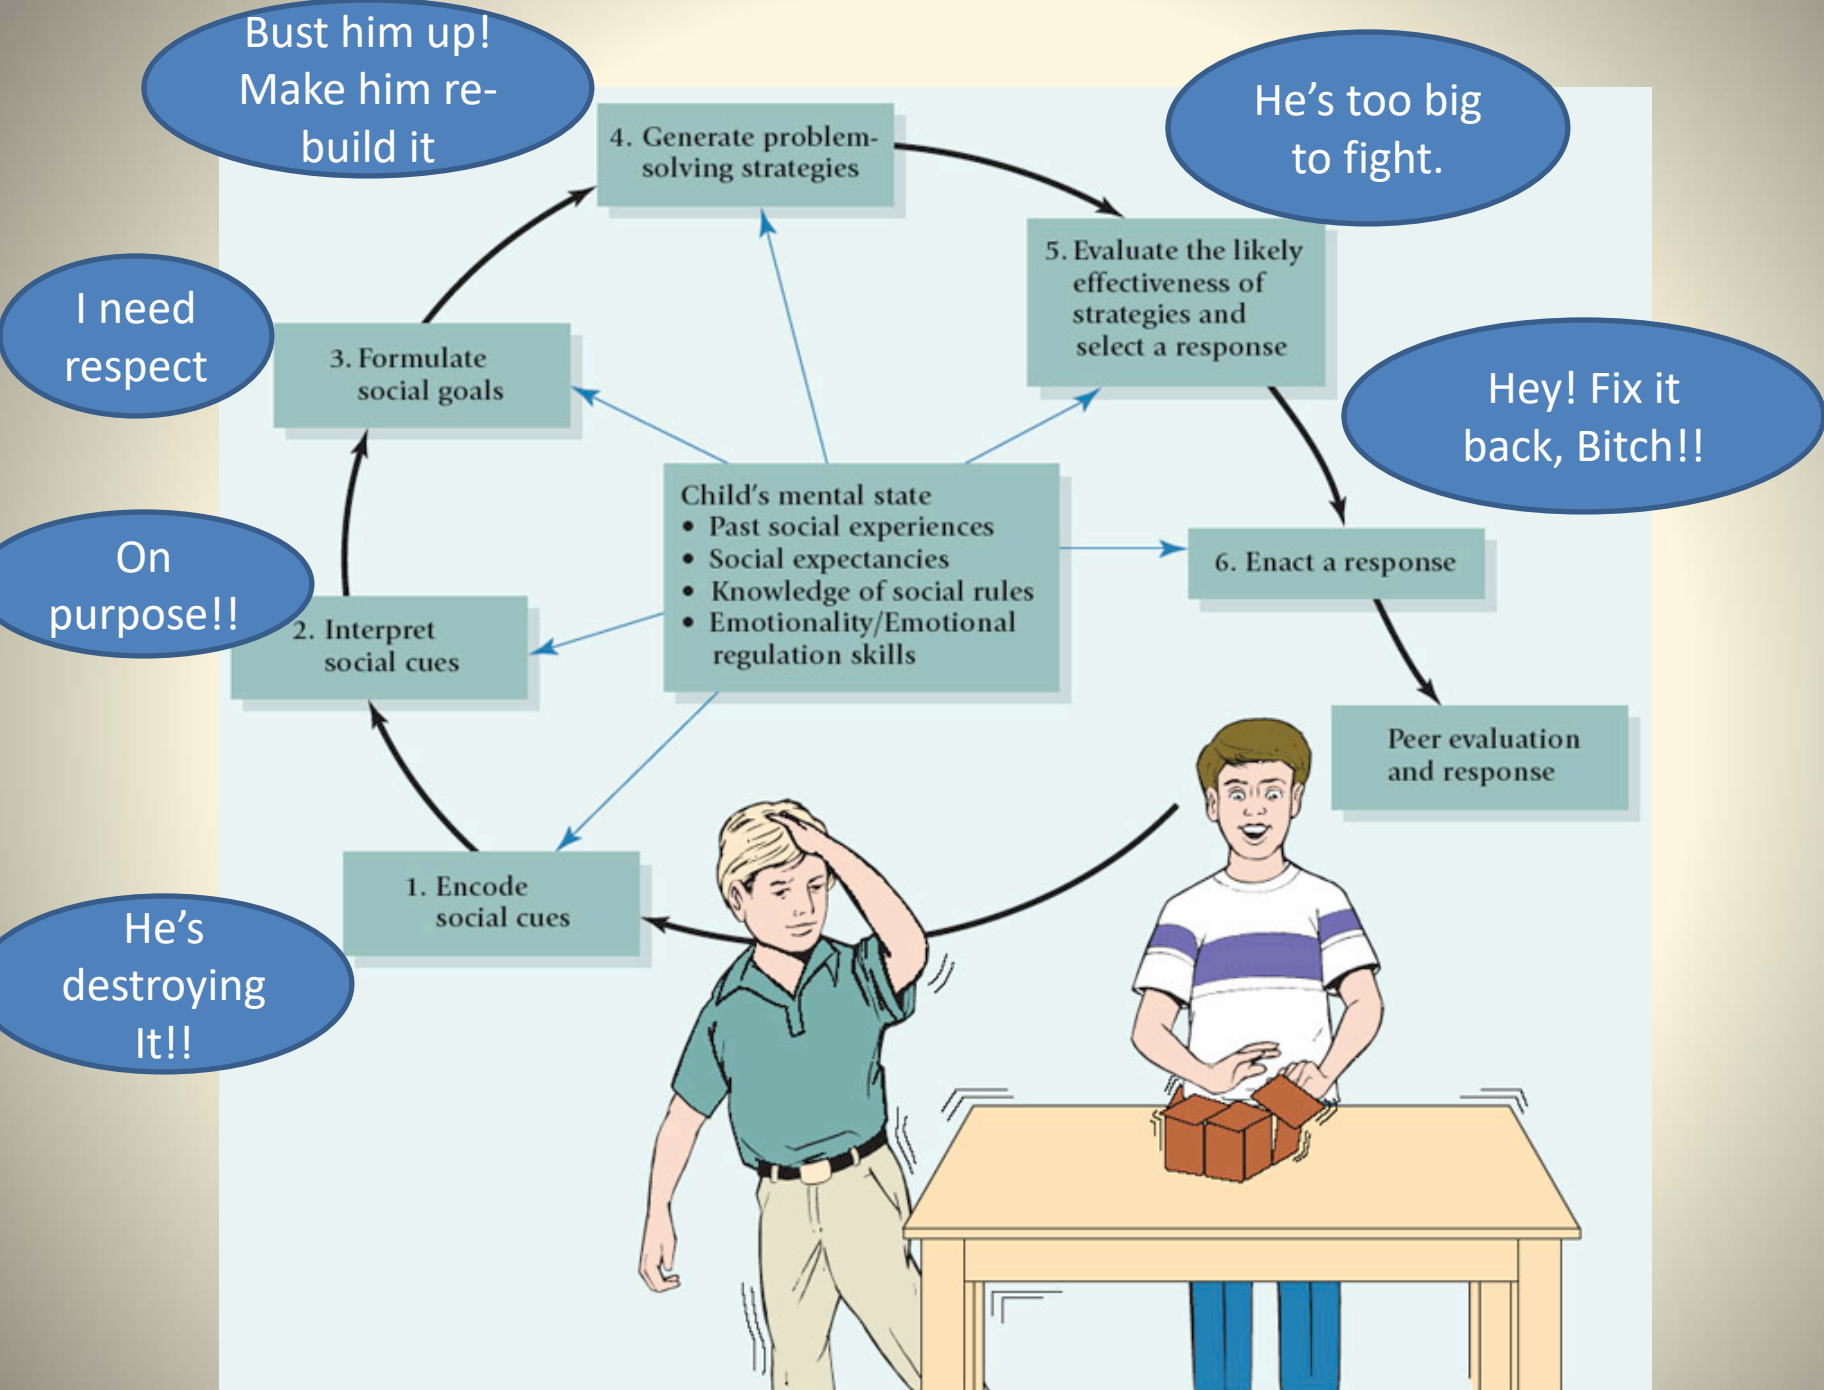 Bust him up!
Make him re-
build it
He's too big
to fight.
4. Generate problem-
solving strategies
5. Evaluate the likely
effectiveness of
strategies and
select a response
I need
respect
3. Formulate
social goals
Hey! Fix it
back, Bitch!!
Child's mental state
• Past social experiences
• Social expectancies
• Knowledge of social rules
• Emotionality/Emotional
regulation skills
6. Enact a response
On
purpose!!
2. Interpret
social cues
Peer evaluation
and response
1. Encode
social cues
He's
destroying
It!!